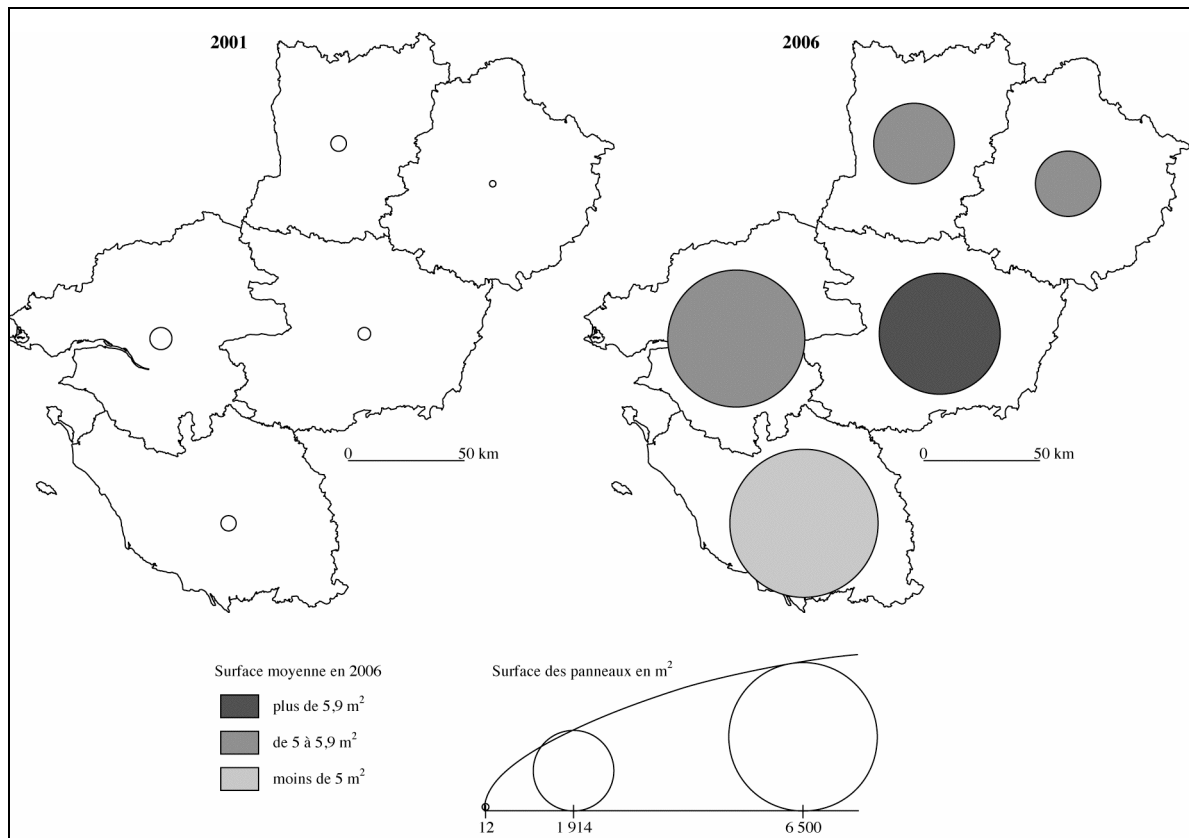 2001
2006
0 50 km
0 50 km
Surface moyenne en 2006
plus de 5,9 m²
de 5 à 5,9 m²
moins de 5 m²
Surface des panneaux en m²
12 1 914 6 500